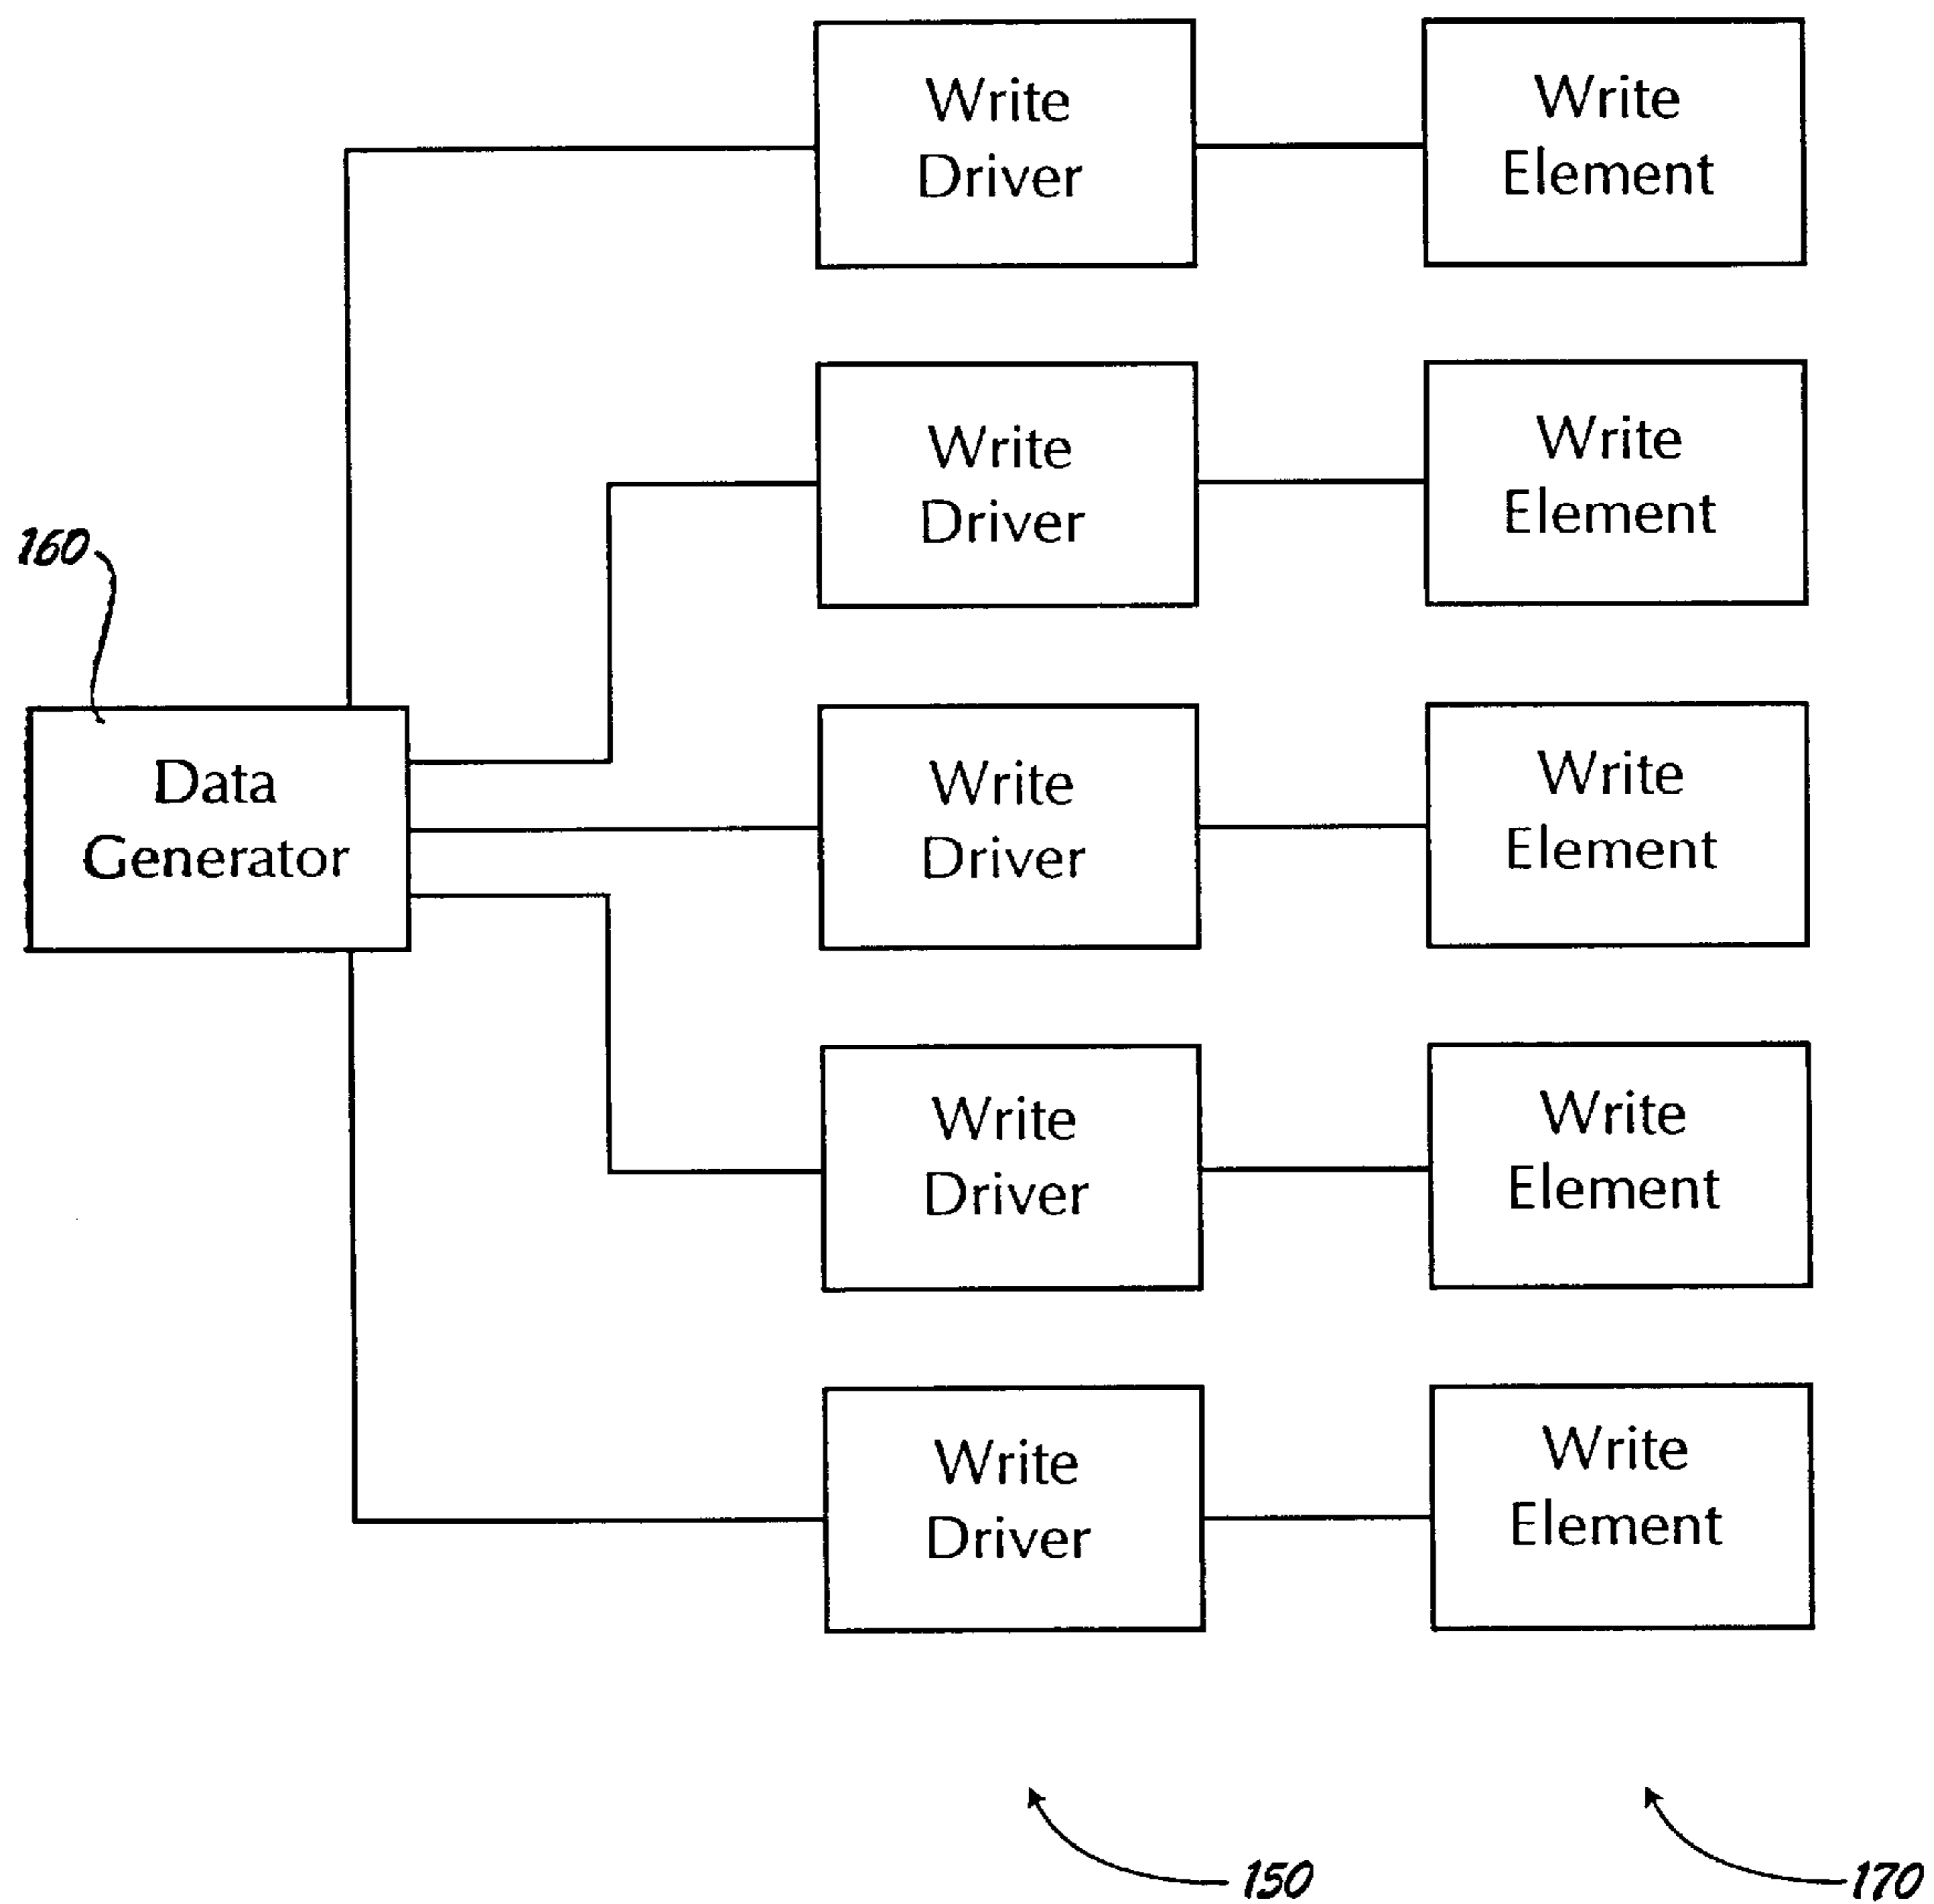 Write
Driver
Write
Element
Write
Driver
Write
Element
160
Data
Generator
Write
Driver
Write
Element
Write
Driver
Write
Element
Write
Driver
Write
Element
150
170